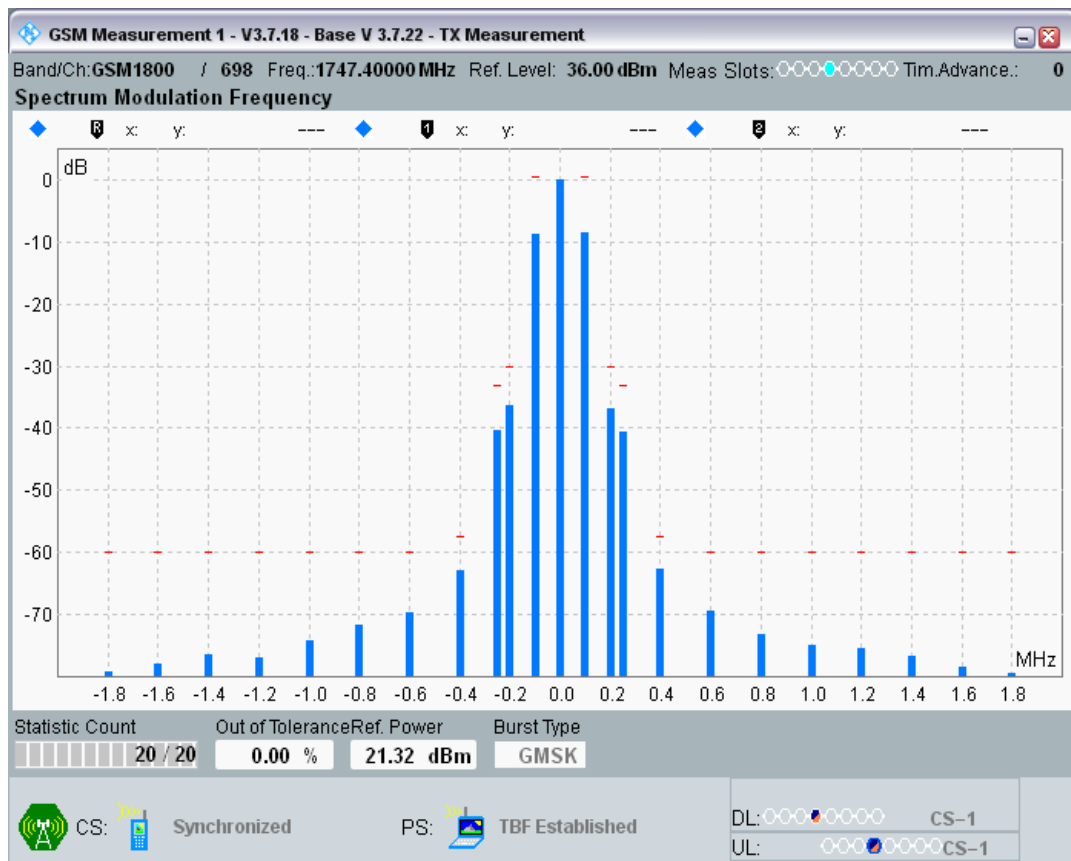 GSM Measurement 1 - V3.7.18 - Base V 3.7.22 - TX Measurement
Band/Ch:GSM1800 / 698 Freq.:1747.40000 MHz Ref. Level: 36.00 dBm Meas Slots: Tim.Advance.: 0
Spectrum Modulation Frequency
R x: y: --- 1 x: y: --- 2 x: y: ---
dB
0
-10
-20
-30
-40
-50
-60
-70
MHz
-1.8 -1.6 -1.4 -1.2 -1.0 -0.8 -0.6 -0.4 -0.2 0.0 0.2 0.4 0.6 0.8 1.0 1.2 1.4 1.6 1.8
Statistic Count Out of Tolerance Ref. Power Burst Type
20 / 20 0.00 % 21.32 dBm GMSK
CS: Synchronized PS: TBF Established
DL: CS-1
UL: CS-1